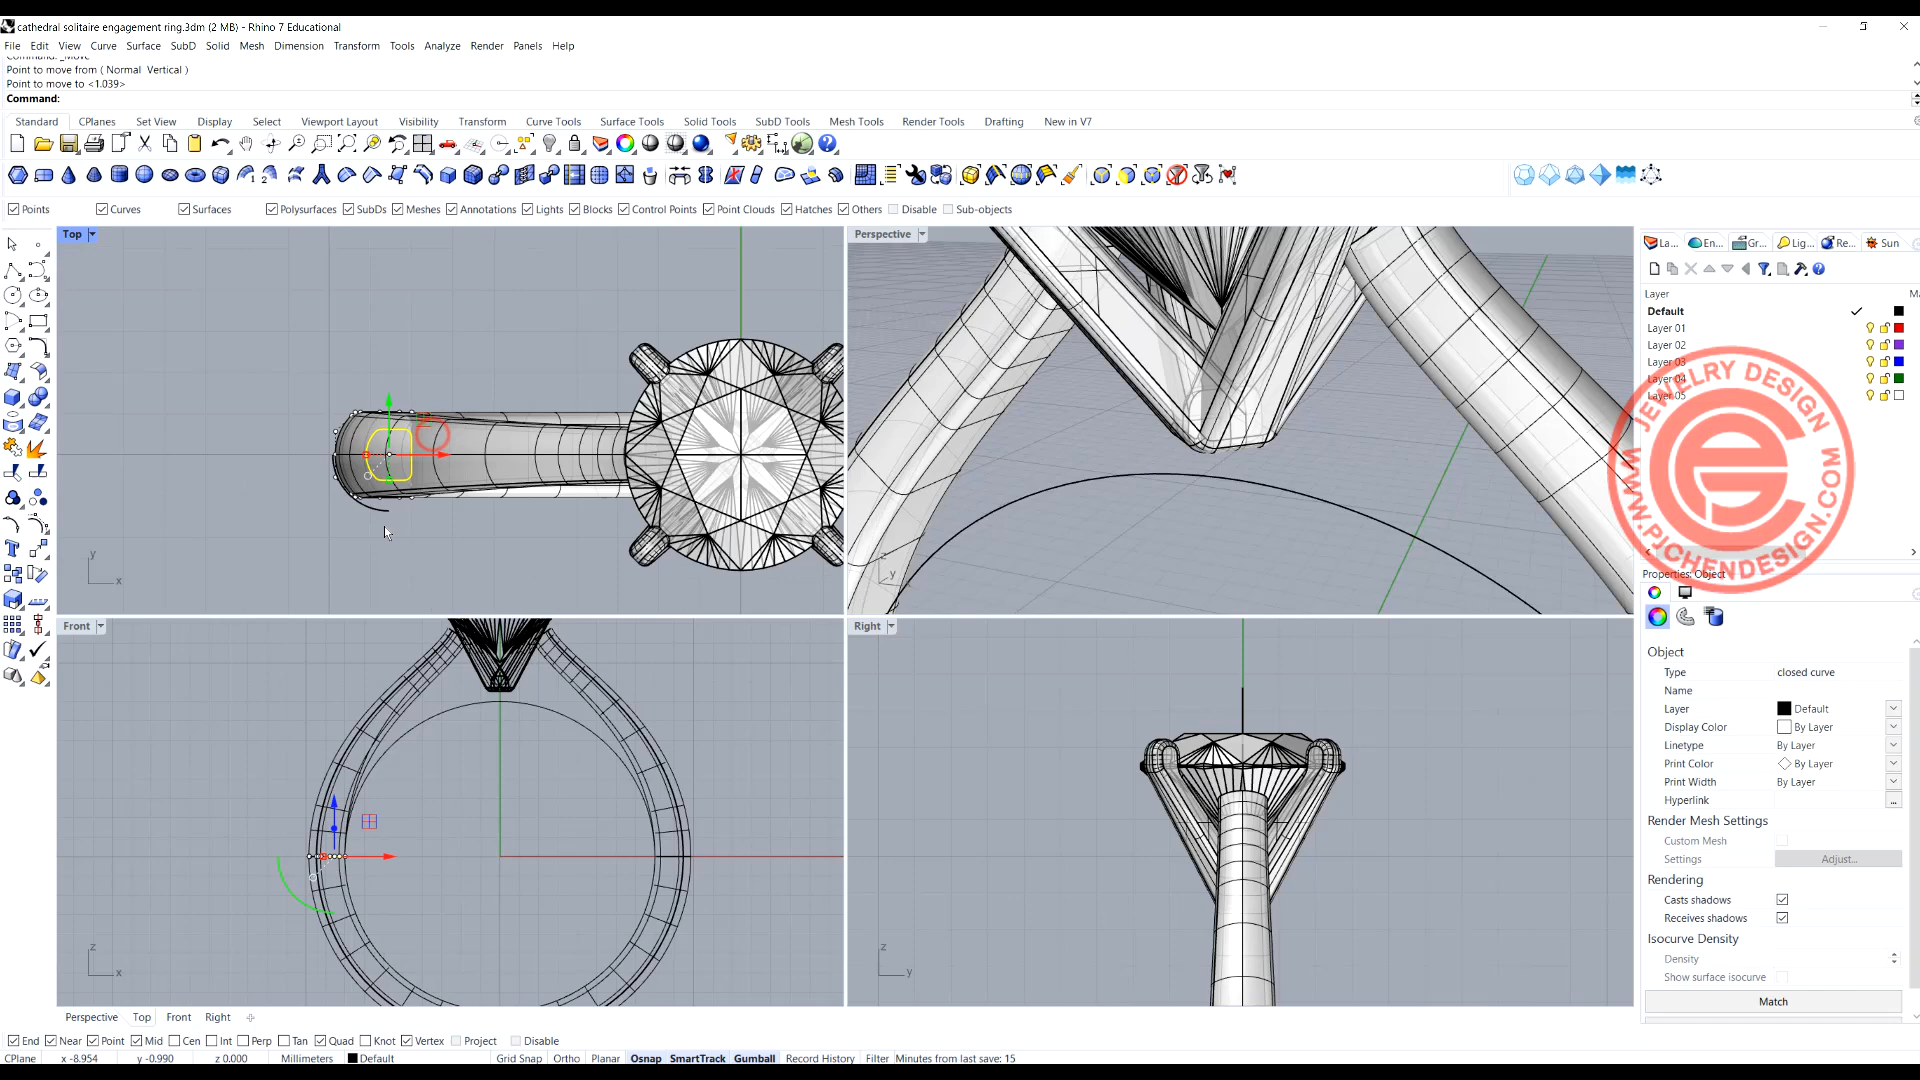 cathedral solitaire engagement ring.3dm (2 MB) - Rhino 7 Educational
File Edit View Curve Surface SubD Solid Mesh Dimension Transform Tools Analyze Render Panels Help
Command: _Move
Point to move from ( Normal Vertical )
Point to move to <1.039>
Command:
Standard CPlanes Set View Display Select Viewport Layout Visibility Transform Curve Tools Surface Tools Solid Tools SubD Tools Mesh Tools Render Tools Drafting New in V7
Points Curves Surfaces Polysurfaces SubDs Meshes Annotations Lights Blocks Control Points Point Clouds Hatches Others Disable Sub-objects
Top
Perspective
La... En... Gr... Lig... Re... Sun
Layer
Default
Layer 01
Layer 02
Layer 03
Layer 04
Layer 05
JEWELRY DESIGN
WWW.PJCHENDESIGN.COM
y
x
z
y
Front
Right
z
x
z
y
Properties: Object
Object
Type closed curve
Name
Layer Default
Display Color By Layer
Linetype By Layer
Print Color By Layer
Print Width By Layer
Hyperlink ...
Render Mesh Settings
Custom Mesh
Settings Adjust...
Rendering
Casts shadows
Receives shadows
Isocurve Density
Density
Show surface isocurve
Match
Perspective Top Front Right
End Near Point Mid Cen Int Perp Tan Quad Knot Vertex Project Disable
CPlane x -8.954 y -0.990 z 0.000 Millimeters Default Grid Snap Ortho Planar Osnap SmartTrack Gumball Record History Filter Minutes from last save: 15